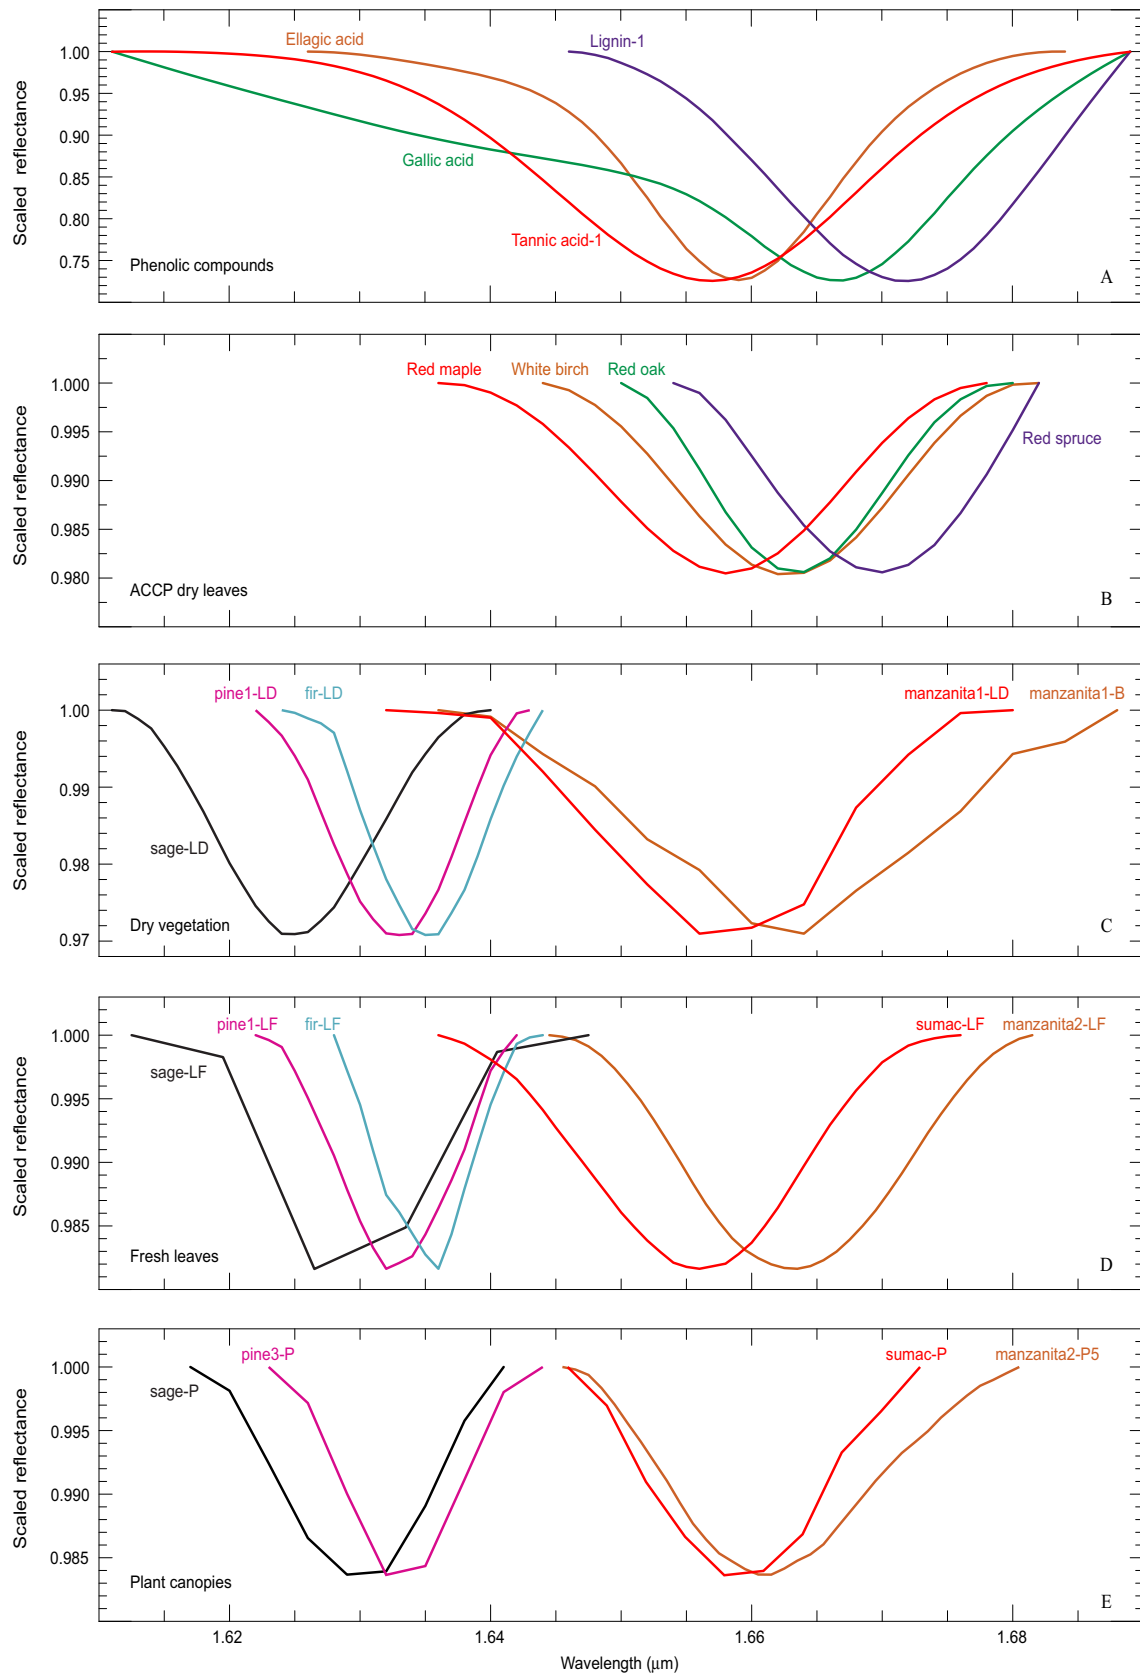 Scaled reflectance
1.00
0.95
0.90
0.85
0.80
0.75
Ellagic acid
Lignin-1
Gallic acid
Tannic acid-1
Phenolic compounds
A
Scaled reflectance
1.000
0.995
0.990
0.985
0.980
Red maple
White birch
Red oak
Red spruce
ACCP dry leaves
B
Scaled reflectance
1.00
0.99
0.98
0.97
pine1-LD
fir-LD
manzanita1-LD
manzanita1-B
sage-LD
Dry vegetation
C
Scaled reflectance
1.000
0.995
0.990
0.985
pine1-LF
fir-LF
sumac-LF
manzanita2-LF
sage-LF
Fresh leaves
D
Scaled reflectance
1.000
0.995
0.990
0.985
pine3-P
sumac-P
manzanita2-P5
sage-P
Plant canopies
E
1.62
1.64
1.66
1.68
Wavelength (μm)